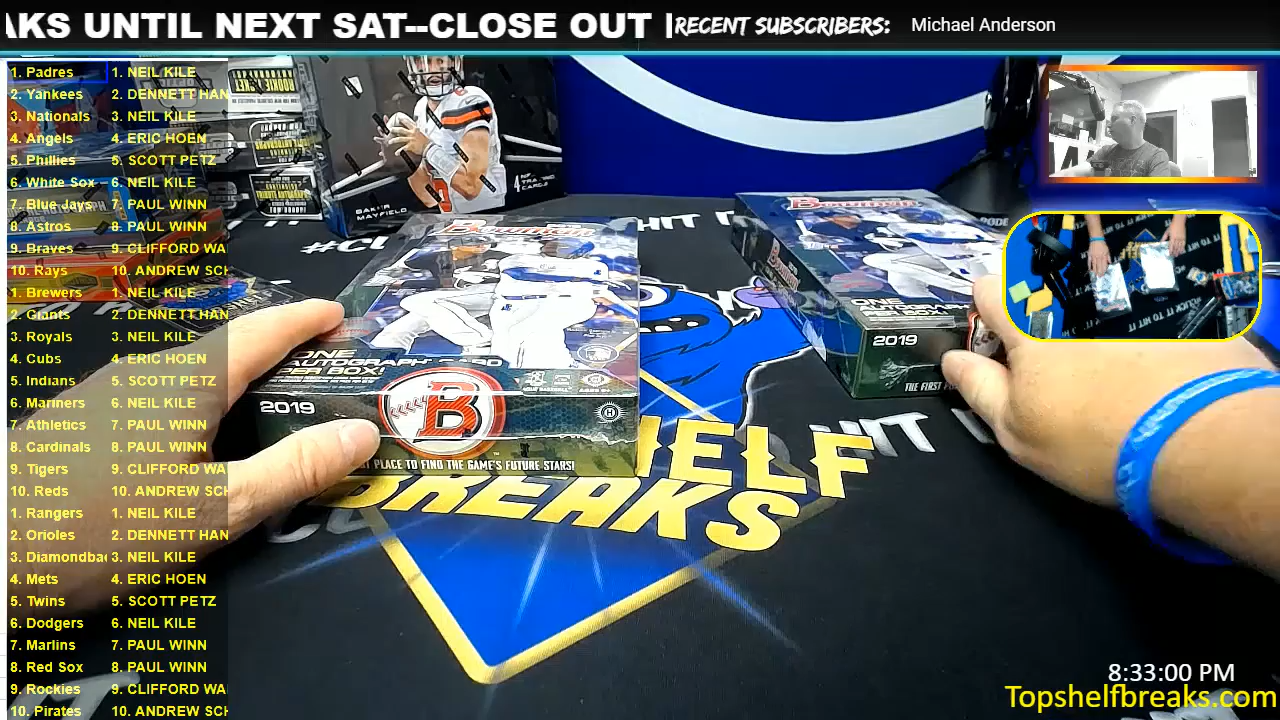 AKS UNTIL NEXT SAT--CLOSE OUT |
RECENT SUBSCRIBERS:
Michael Anderson
1. Padres 1. NEIL KILE
2. Yankees 2. DENNETT HAN
3. Nationals 3. NEIL KILE
4. Angels 4. ERIC HOEN
5. Phillies 5. SCOTT PETZ
6. White Sox 6. NEIL KILE
7. Blue Jays 7. PAUL WINN
8. Astros 8. PAUL WINN
9. Braves 9. CLIFFORD WA
10. Rays 10. ANDREW SCH
1. Brewers 1. NEIL KILE
2. Giants 2. DENNETT HAN
3. Royals 3. NEIL KILE
4. Cubs 4. ERIC HOEN
5. Indians 5. SCOTT PETZ
6. Mariners 6. NEIL KILE
7. Athletics 7. PAUL WINN
8. Cardinals 8. PAUL WINN
9. Tigers 9. CLIFFORD WA
10. Reds 10. ANDREW SCH
1. Rangers 1. NEIL KILE
2. Orioles 2. DENNETT HAN
3. Diamondba 3. NEIL KILE
4. Mets 4. ERIC HOEN
5. Twins 5. SCOTT PETZ
6. Dodgers 6. NEIL KILE
7. Marlins 7. PAUL WINN
8. Red Sox 8. PAUL WINN
9. Rockies 9. CLIFFORD WA
10. Pirates 10. ANDREW SCH
BAKER
MAYFIELD
Bowman
ONE
AUTOGRAPH CARD
PER BOX!
2019
B
PLACE TO FIND THE GAME'S FUTURE STARS!
Bowman
ONE
2019
THE FIRST
HIT
ELF
BREAKS
8:33:00 PM
Topshelfbreaks.com